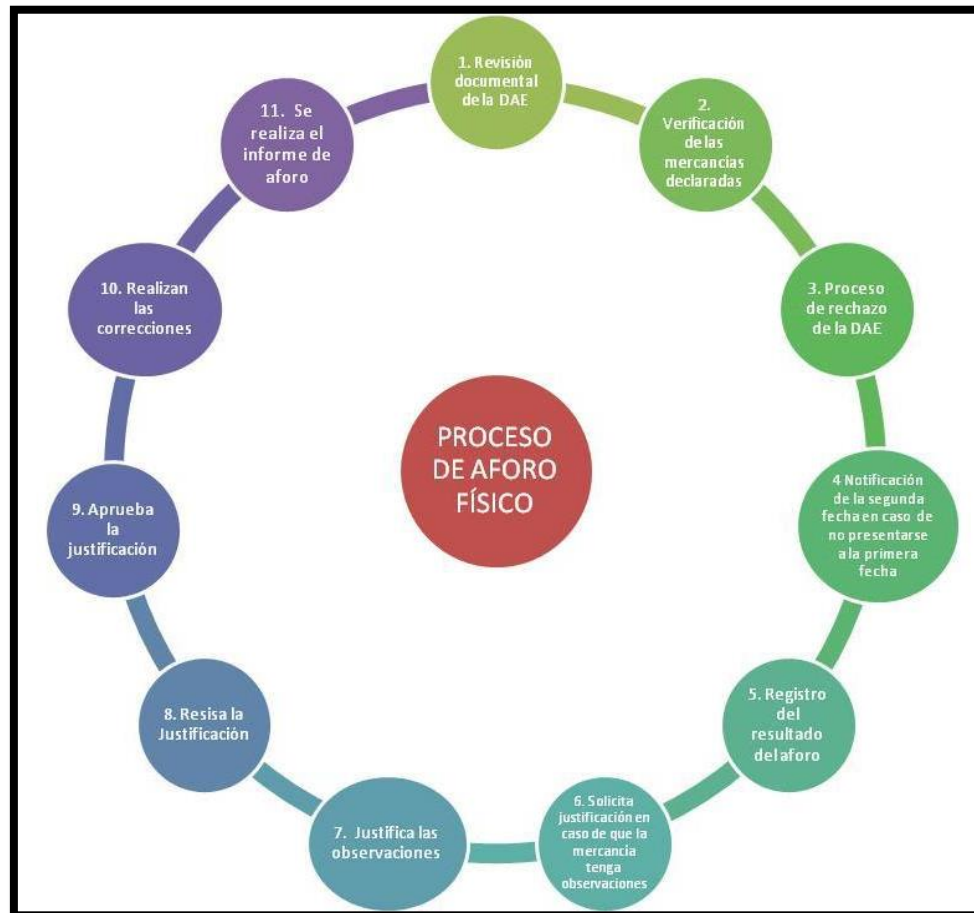 1. Revisión
documental
de la DAE
2.
Verificación
de las
mercancías
declaradas
3. Proceso
de rechazo
de la DAE
4 Notificación
de la segunda
fecha en caso de
no presentarse
a la primera
fecha
5. Registro
del
resultado
del aforo
6. Solicita
justificación en
caso de que la
mercancía
tenga
observaciones
7. Justifica las
observaciones
8. Resisa la
Justificación
9. Aprueba
la
justificación
10. Realizan
las
correcciones
11. Se
realiza el
informe de
aforo
PROCESO
DE AFORO
FÍSICO